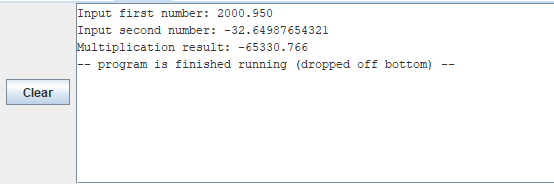 Input first number: 2000.950
Input second number: -32.64987654321
Multiplication result: -65330.766
-- program is finished running (dropped off bottom) --
Clear